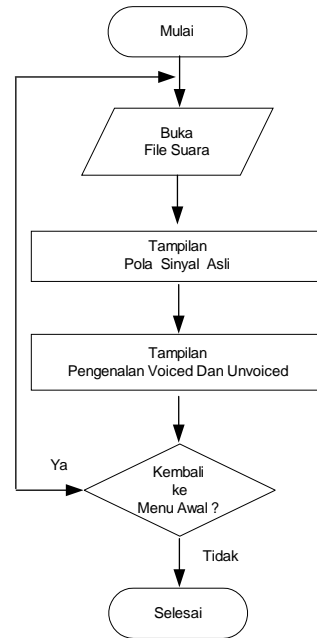 Mulai
Buka
File Suara
Tampilan
Pola Sinyal Asli
Tampilan
Pengenalan Voiced Dan Unvoiced
Ya
Kembali
ke
Menu Awal ?
Tidak
Selesai